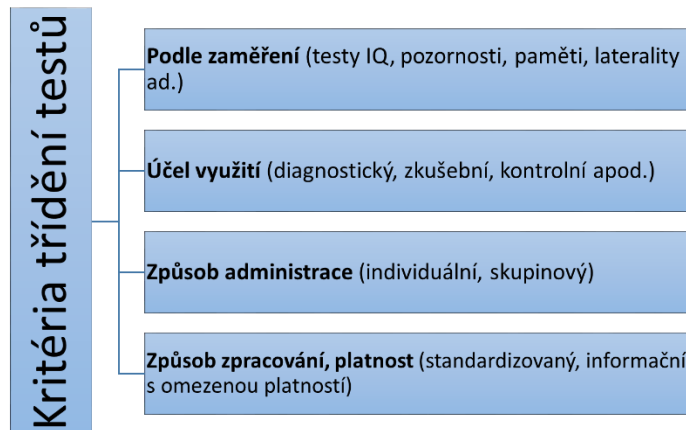 Kritéria třídění testů
Podle zaměření (testy IQ, pozornosti, paměti, laterality
ad.)
Účel využití (diagnostický, zkušební, kontrolní apod.)
Způsob administrace (individuální, skupinový)
Způsob zpracování, platnost (standardizovaný, informační
s omezenou platností)